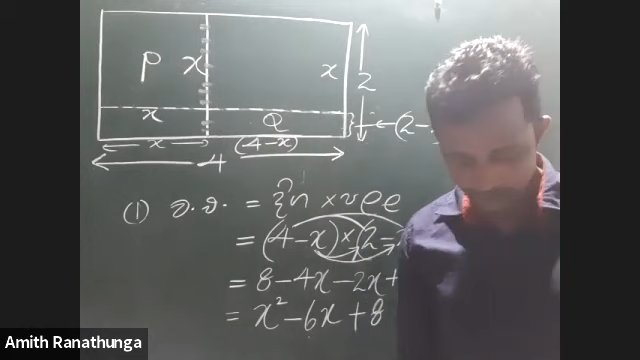 P x x 2
x Q (2-
x (4-x)
4
(1) ව.ඵ. = දිග × පළල
= (4-x)×(2-
= 8-4x-2x+
= x²-6x+8
Amith Ranathunga